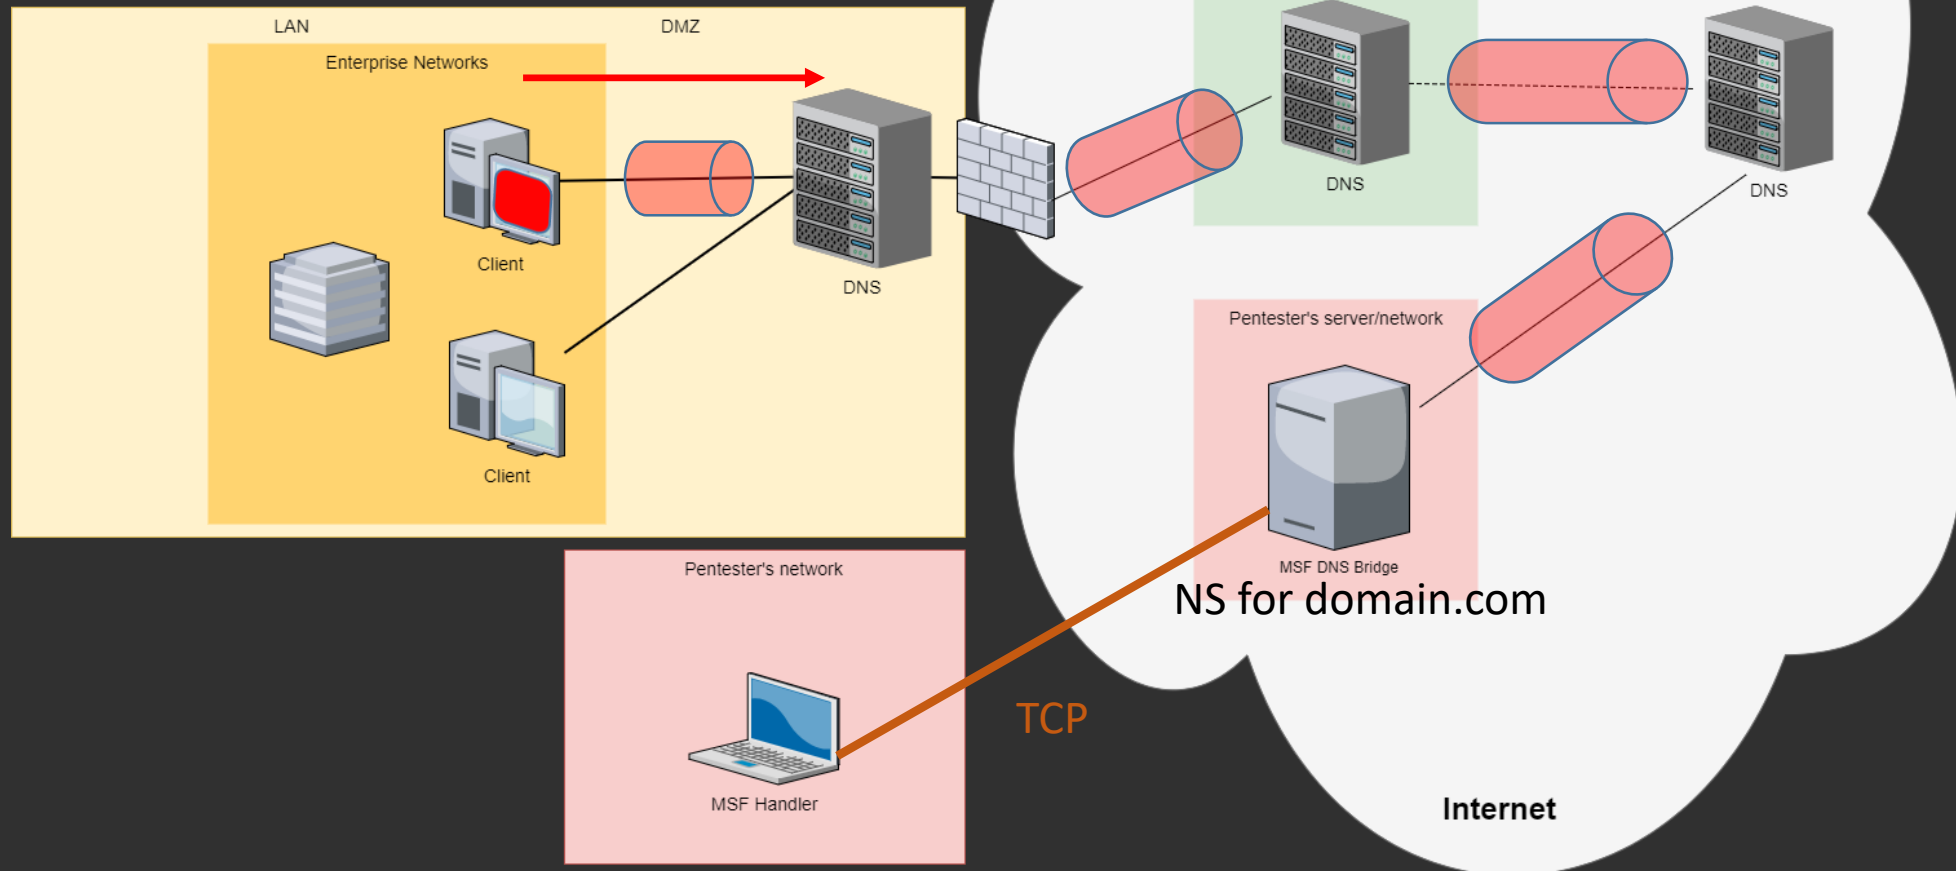 LAN
DMZ
Enterprise Networks
Client
DNS
Client
DNS
DNS
Pentester's server/network
MSF DNS Bridge
NS for domain.com
Pentester's network
TCP
MSF Handler
Internet